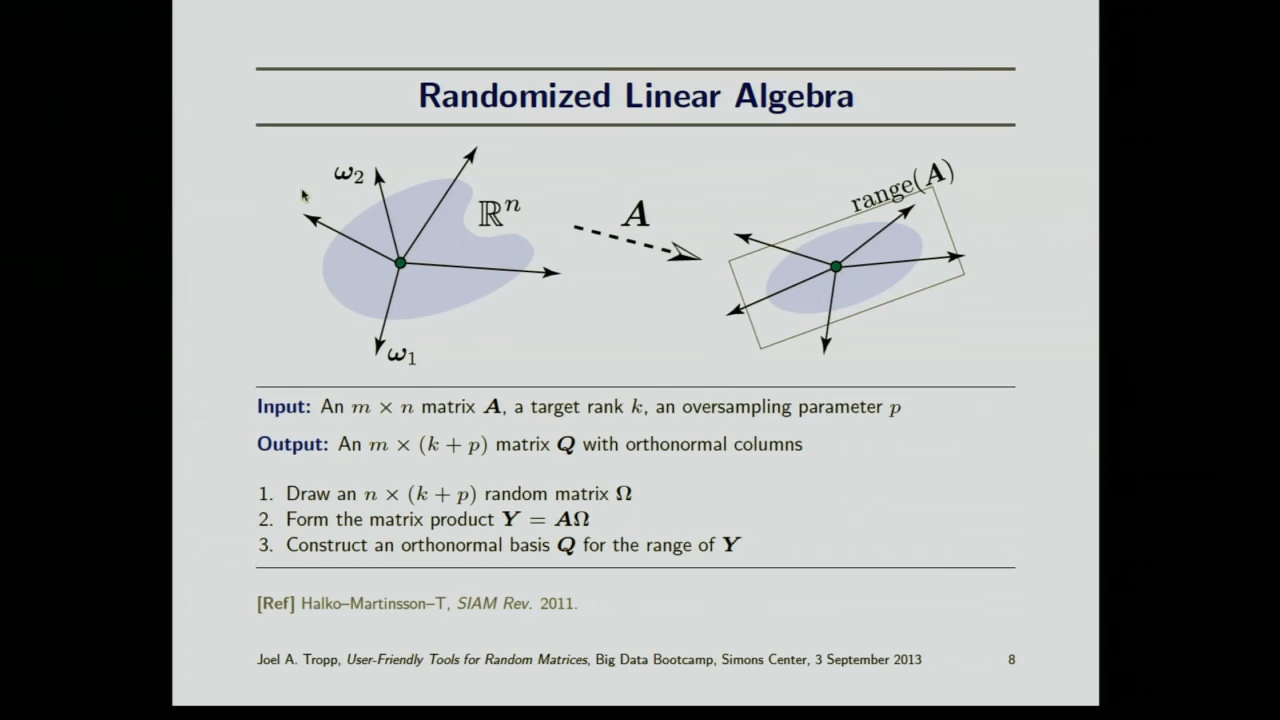 Randomized Linear Algebra
ω₂
ℝⁿ
A
range(A)
ω₁
Input: An m × n matrix A, a target rank k, an oversampling parameter p
Output: An m × (k + p) matrix Q with orthonormal columns
1. Draw an n × (k + p) random matrix Ω
2. Form the matrix product Y = AΩ
3. Construct an orthonormal basis Q for the range of Y
[Ref] Halko–Martinsson–T, SIAM Rev. 2011.
Joel A. Tropp, User-Friendly Tools for Random Matrices, Big Data Bootcamp, Simons Center, 3 September 2013 8